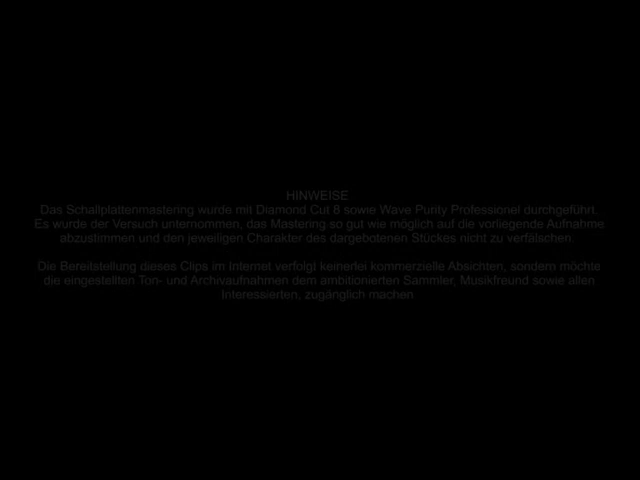 HINWEISE
Das Schallplattenmastering wurde mit Diamond Cut 8 sowie Wave Purity Professionel durchgeführt.
Es wurde der Versuch unternommen, das Mastering so gut wie möglich auf die vorliegende Aufnahme
abzustimmen und den jeweiligen Charakter des dargebotenen Stückes nicht zu verfälschen.
Die Bereitstellung dieses Clips im Internet verfolgt keinerlei kommerzielle Absichten, sondern möchte
die eingestellten Ton- und Archivaufnahmen dem ambitionierten Sammler, Musikfreund sowie allen
Interessierten, zugänglich machen